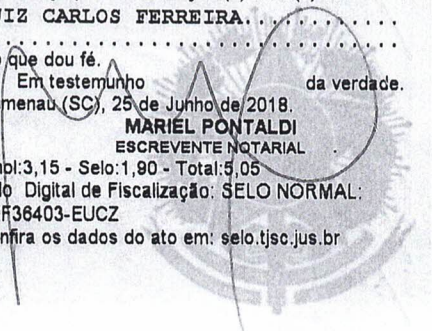 IZ CARLOS FERREIRA............
........................................
que dou fé.
Em testemunho da verdade.
menau (SC), 25 de Junho de 2018.
MARIEL PONTALDI
ESCREVENTE NOTARIAL
ol:3,15 - Selo:1,90 - Total:5,05
o Digital de Fiscalização: SELO NORMAL:
F36403-EUCZ
nfira os dados do ato em: selo.tjsc.jus.br